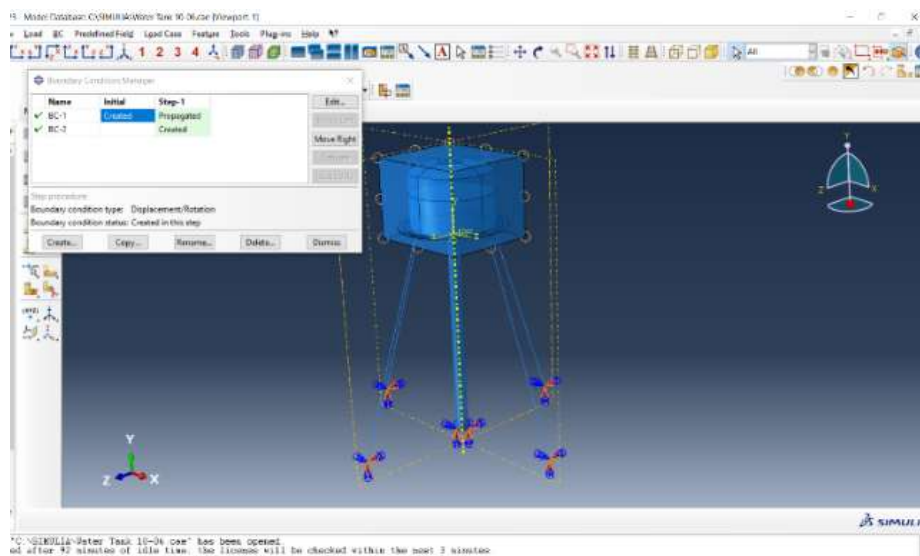 Model Database: C:\SIMULIA\Water Tank 10-06.cae [Viewport: 1]
Load BC Predefined Field Load Case Feature Tools Plug-ins Help
1 2 3 4 All
Boundary Condition Manager
Name Initial Step-1 Edit...
BC-1 Created Propagated
BC-2 Created
Move Right
Step procedure:
Boundary condition type: Displacement/Rotation
Boundary condition status: Created in this step
Create... Copy... Rename... Delete... Dismiss
Y
Z X
Y
Z X
SIMULI
"C:\SIMULIA\Water Tank 10-06 cae" has been opened.
ed after 92 minutes of idle time. the license will be checked within the next 3 minutes